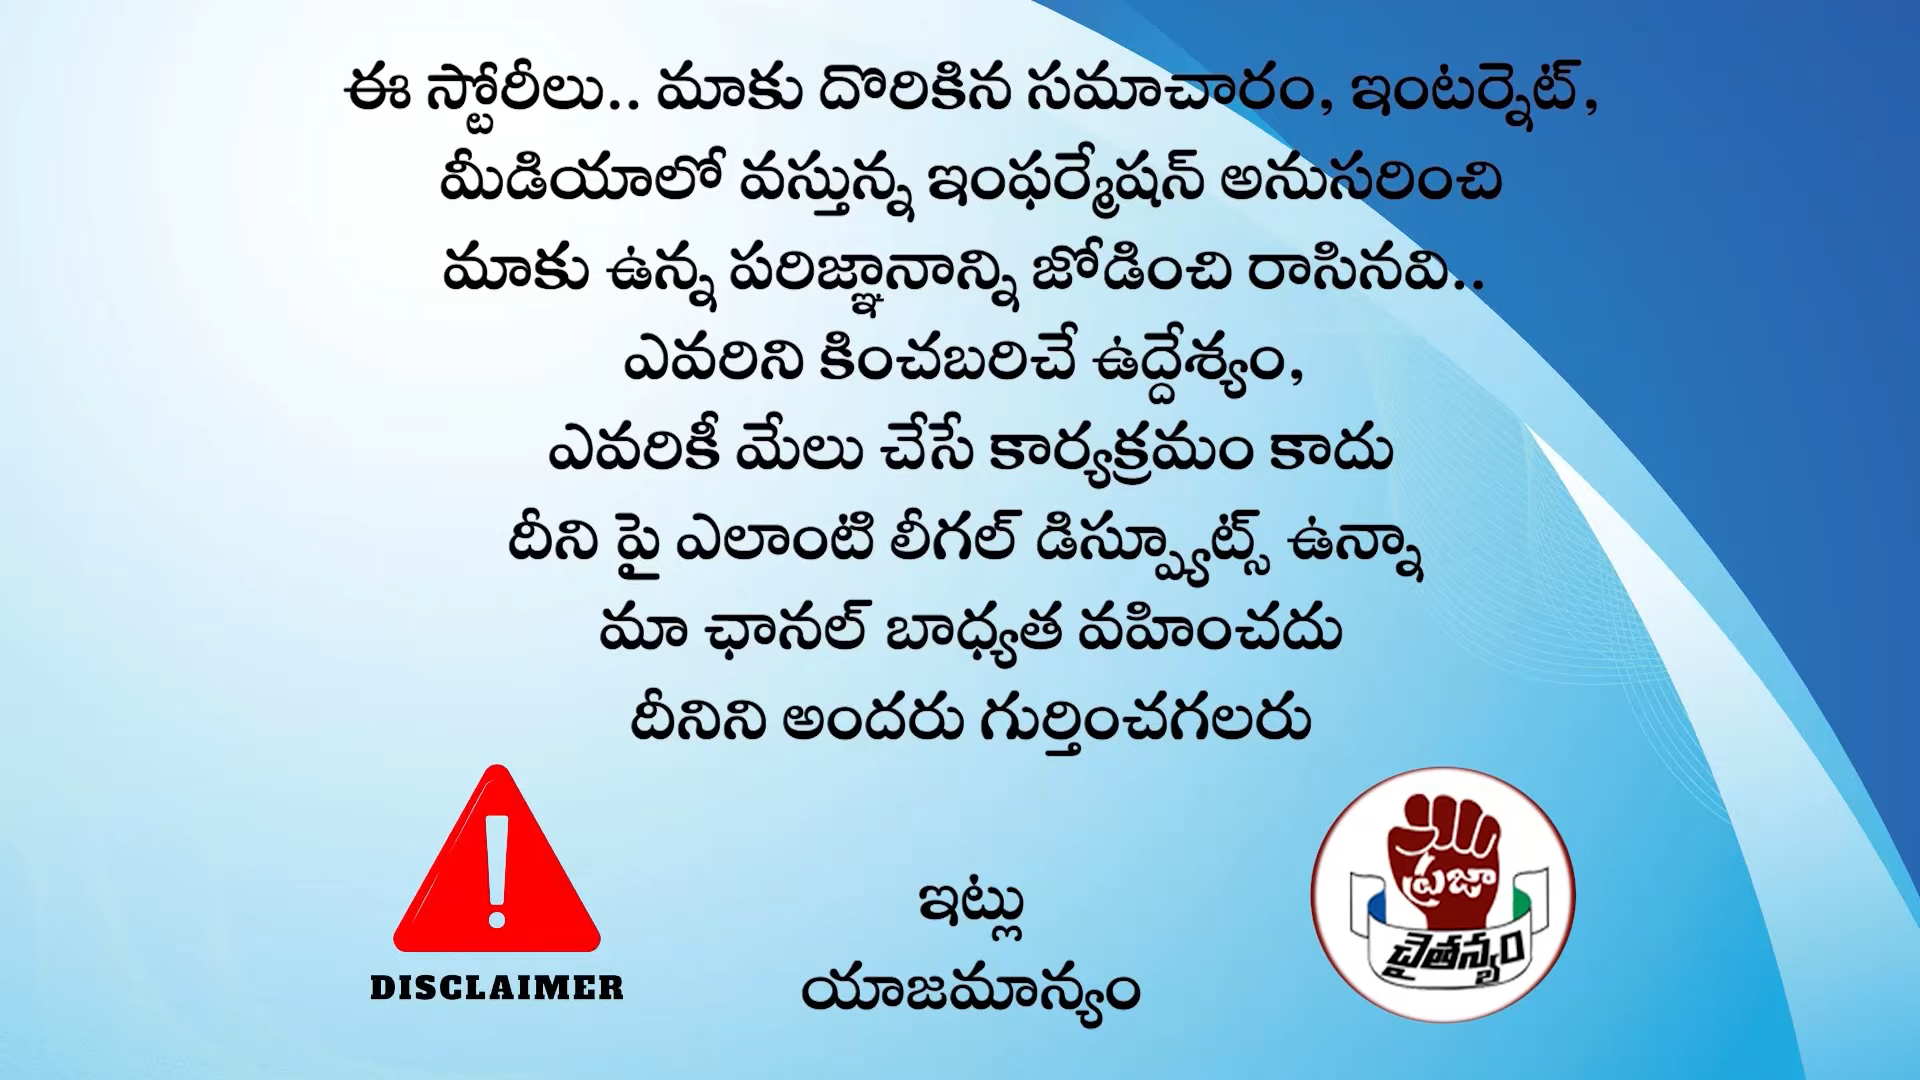 ఈ స్టోరీలు.. మాకు దొరికిన సమాచారం, ఇంటర్నెట్,
మీడియాలో వస్తున్న ఇంఫర్మేషన్ అనుసరించి
మాకు ఉన్న పరిజ్ఞానాన్ని జోడించి రాసినవి..
ఎవరిని కించబరిచే ఉద్దేశ్యం,
ఎవరికీ మేలు చేసే కార్యక్రమం కాదు
దీని పై ఎలాంటి లీగల్ డిస్ప్యూట్స్ ఉన్నా
మా ఛానల్ బాధ్యత వహించదు
దీనిని అందరు గుర్తించగలరు
DISCLAIMER
ఇట్లు
యాజమాన్యం
ప్రజా
చైతన్యం